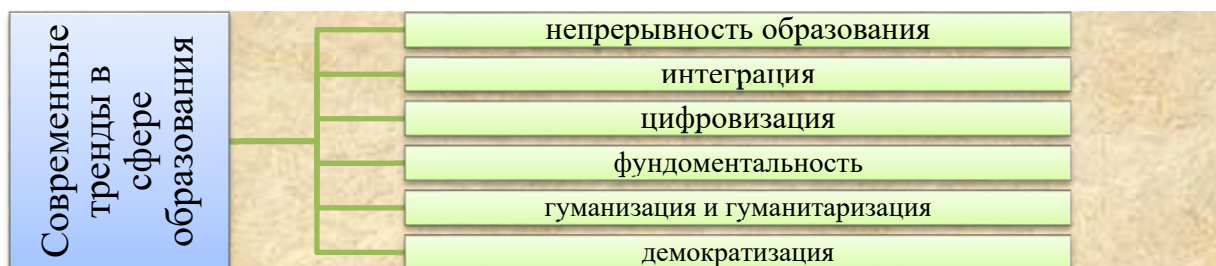 Современные
тренды в
сфере
образования
непрерывность образования
интеграция
цифровизация
фундоментальность
гуманизация и гуманитаризация
демократизация